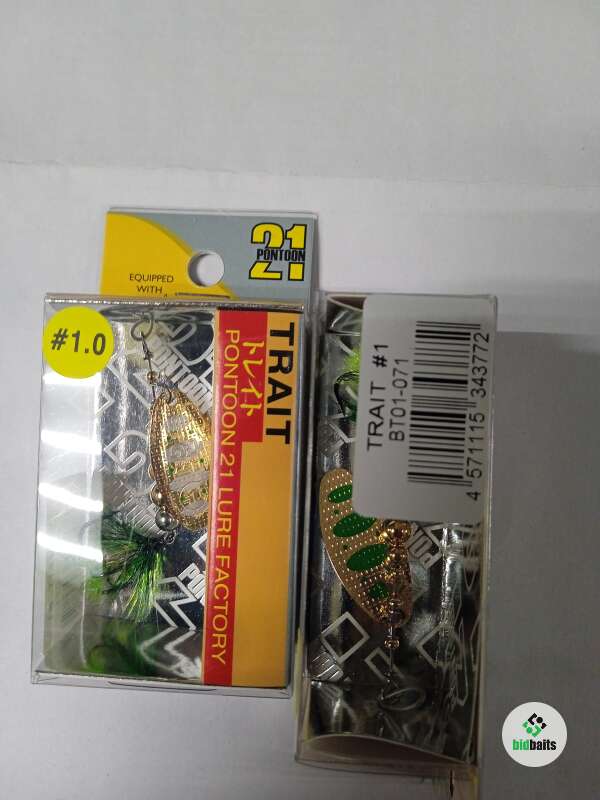 21
PONTOON
EQUIPPED
WITH
#1.0
TRAIT
トレイト
PONTOON 21 LURE FACTORY
TRAIT #1
BT01-071
4 571115 343772
bidbaits